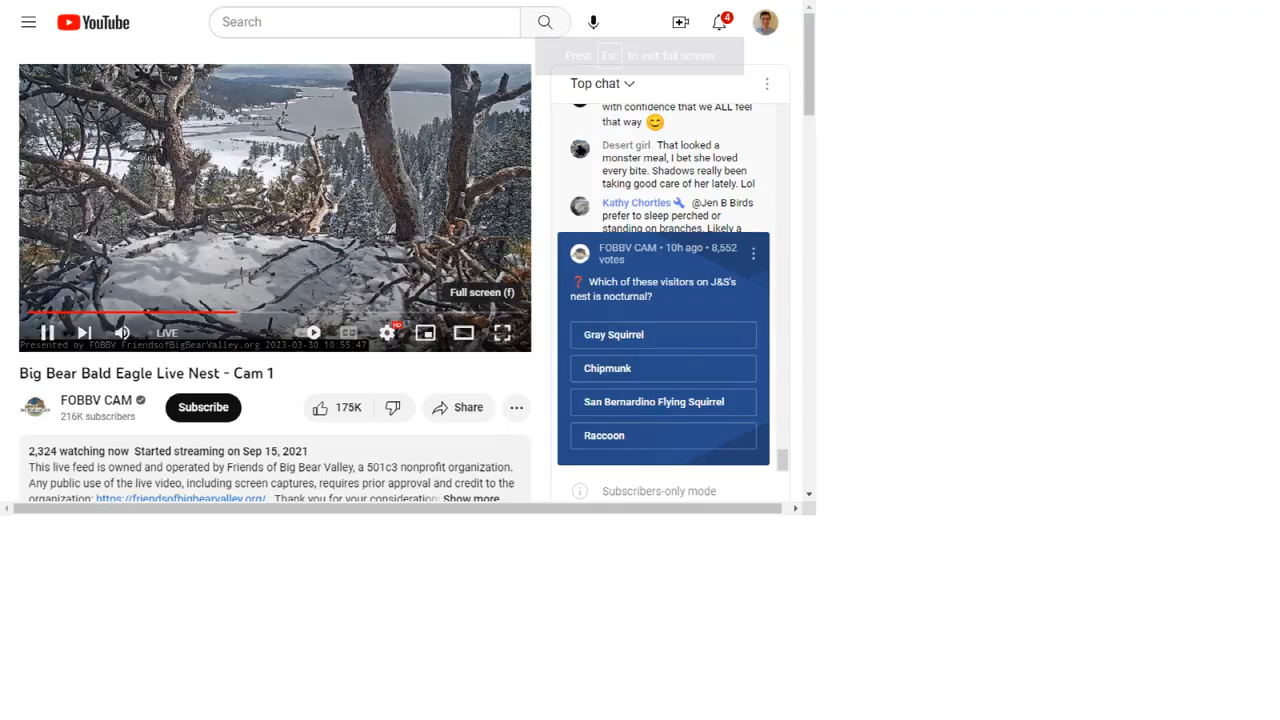 YouTube
Search
4
Press Esc to exit full screen
Top chat
with confidence that we ALL feel
that way 😊
Desert girl That looked a
monster meal, I bet she loved
every bite. Shadows really been
taking good care of her lately. Lol
Kathy Chortles @Jen B Birds
prefer to sleep perched or
standing on branches. Likely a
FOBBV CAM • 10h ago • 8,552
votes
❓ Which of these visitors on J&S's
nest is nocturnal?
Gray Squirrel
Chipmunk
San Bernardino Flying Squirrel
Raccoon
Subscribers-only mode
Full screen (f)
LIVE
HD
Presented by FOBBV FriendsofBigBearValley.org 2023-03-30 10:55:47
Big Bear Bald Eagle Live Nest - Cam 1
FOBBV CAM
216K subscribers
Subscribe
175K
Share
2,324 watching now Started streaming on Sep 15, 2021
This live feed is owned and operated by Friends of Big Bear Valley, a 501c3 nonprofit organization.
Any public use of the live video, including screen captures, requires prior approval and credit to the
organization: https://friendsofbigbearvalley.org/ . Thank you for your consideration Show more